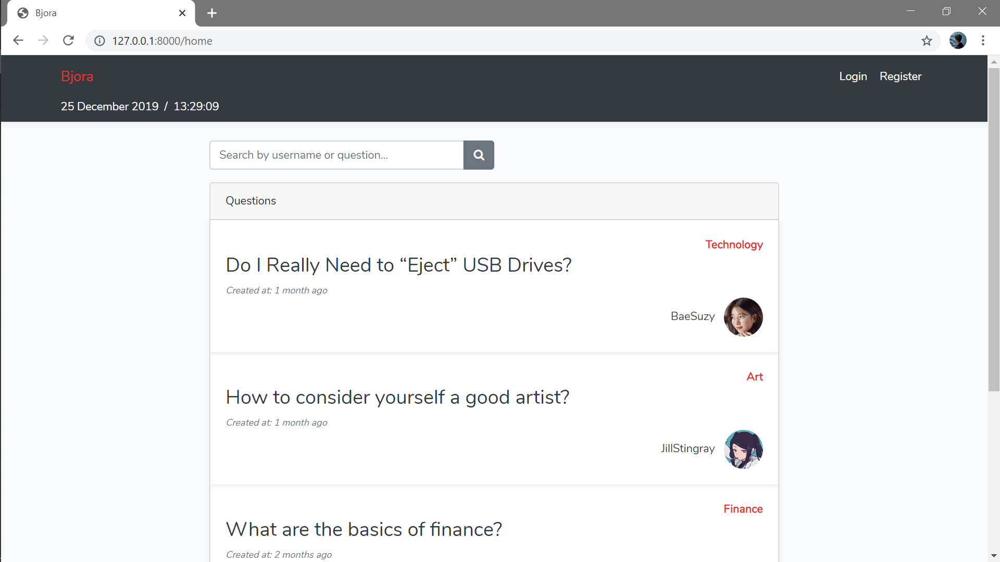 Bjora
127.0.0.1:8000/home
Bjora
Login Register
25 December 2019 / 13:29:09
Search by username or question...
Questions
Technology
Do I Really Need to “Eject” USB Drives?
Created at: 1 month ago
BaeSuzy
Art
How to consider yourself a good artist?
Created at: 1 month ago
JillStingray
Finance
What are the basics of finance?
Created at: 2 months ago